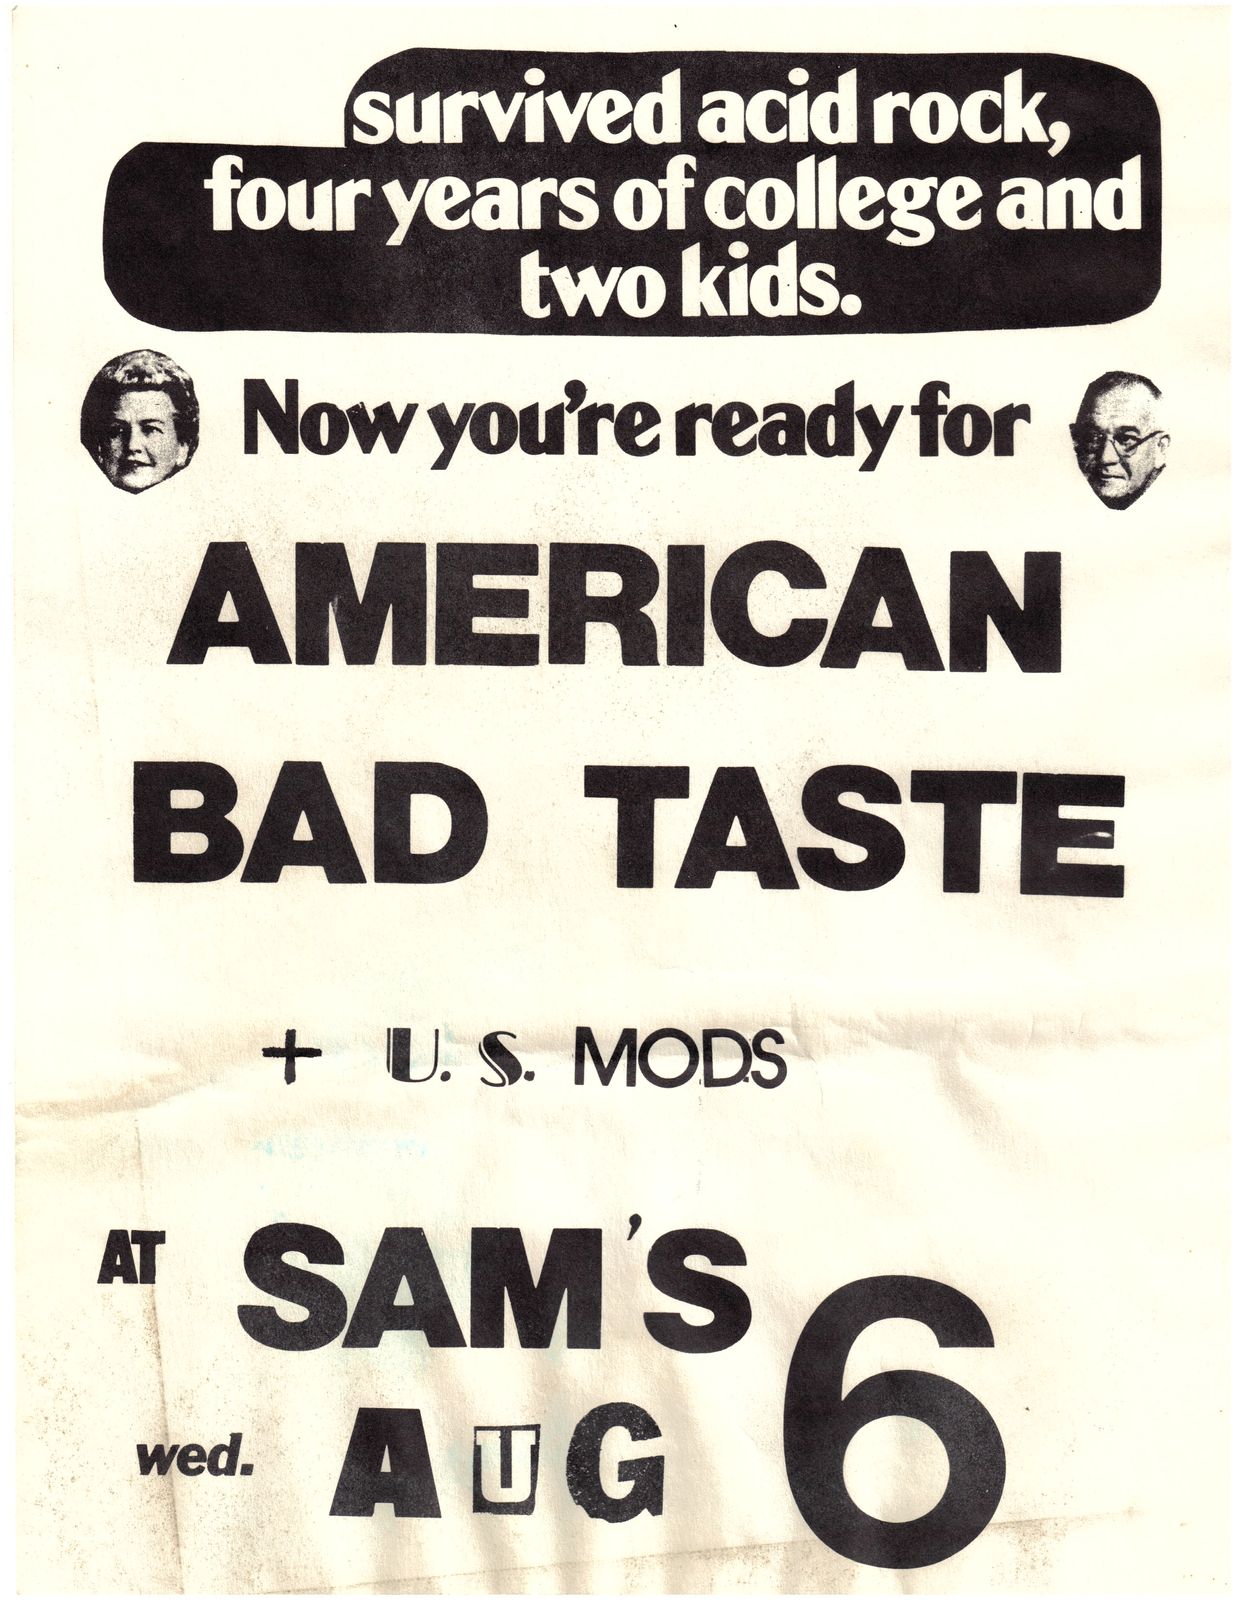 survived acid rock,
four years of college and
two kids.
Now you're ready for
AMERICAN
BAD TASTE
+ U.S. MODS
AT SAM'S
wed. AUG 6